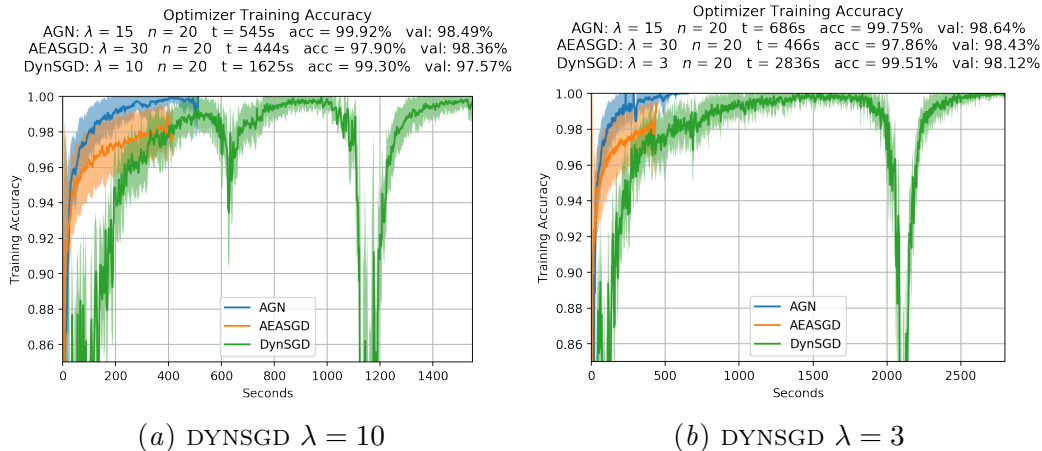 Optimizer Training Accuracy
AGN: λ = 15 n = 20 t = 545s acc = 99.92% val: 98.49%
AEASGD: λ = 30 n = 20 t = 444s acc = 97.90% val: 98.36%
DynSGD: λ = 10 n = 20 t = 1625s acc = 99.30% val: 97.57%
1.00
0.98
0.96
0.94
0.92
0.90
0.88
0.86
Training Accuracy
AGN
AEASGD
DynSGD
0 200 400 600 800 1000 1200 1400
Seconds
(a) DYNSGD λ = 10
Optimizer Training Accuracy
AGN: λ = 15 n = 20 t = 686s acc = 99.75% val: 98.64%
AEASGD: λ = 30 n = 20 t = 466s acc = 97.86% val: 98.43%
DynSGD: λ = 3 n = 20 t = 2836s acc = 99.51% val: 98.12%
1.00
0.98
0.96
0.94
0.92
0.90
0.88
0.86
Training Accuracy
AGN
AEASGD
DynSGD
0 500 1000 1500 2000 2500
Seconds
(b) DYNSGD λ = 3